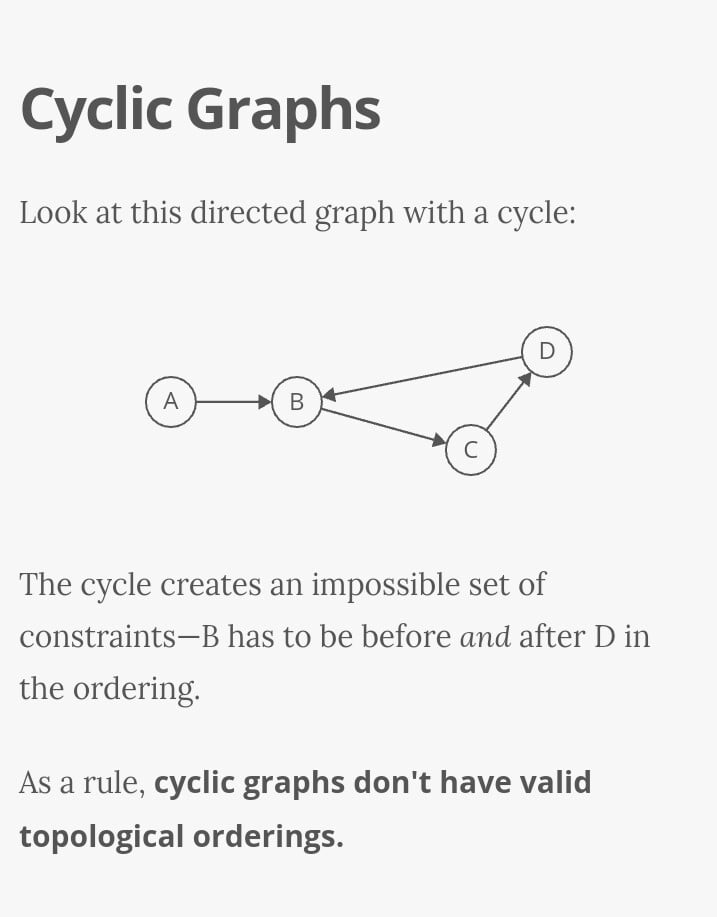 Cyclic Graphs
Look at this directed graph with a cycle:
D
A
B
C
The cycle creates an impossible set of
constraints—B has to be before and after D in
the ordering.
As a rule, cyclic graphs don't have valid
topological orderings.